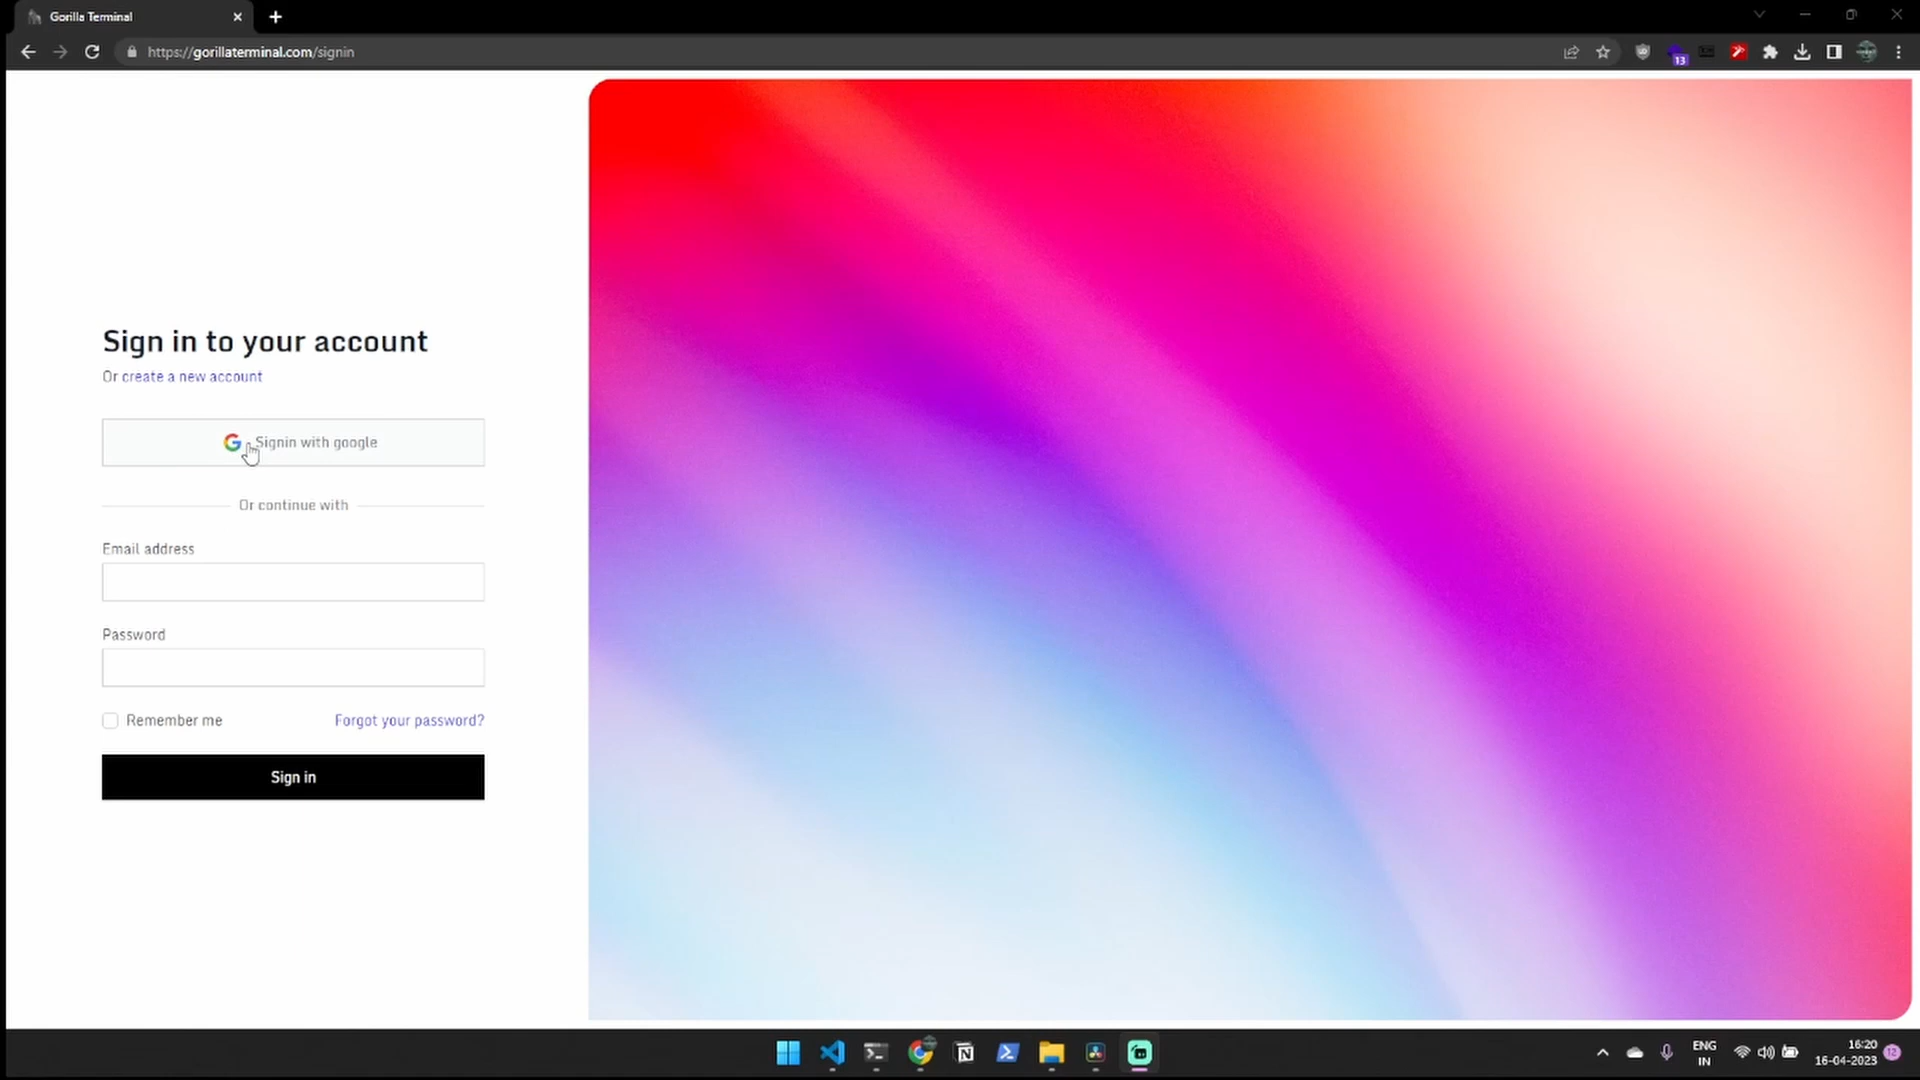 Gorilla Terminal
https://gorillaterminal.com/signin
13
Sign in to your account
Or create a new account
Signin with google
Or continue with
Email address
Password
Remember me
Forgot your password?
Sign in
ENG
IN
16:20
16-04-2023
12